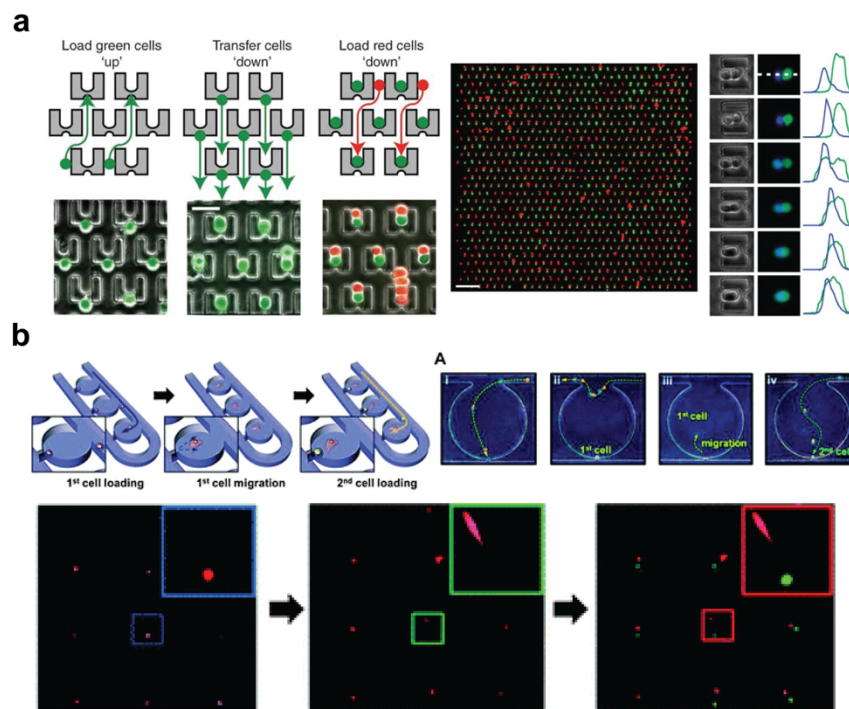 a
Load green cells
'up'
Transfer cells
'down'
Load red cells
'down'
b
1st cell loading
1st cell migration
2nd cell loading
A
i
ii
iii
iv
1st cell
1st cell
migration
2nd cell